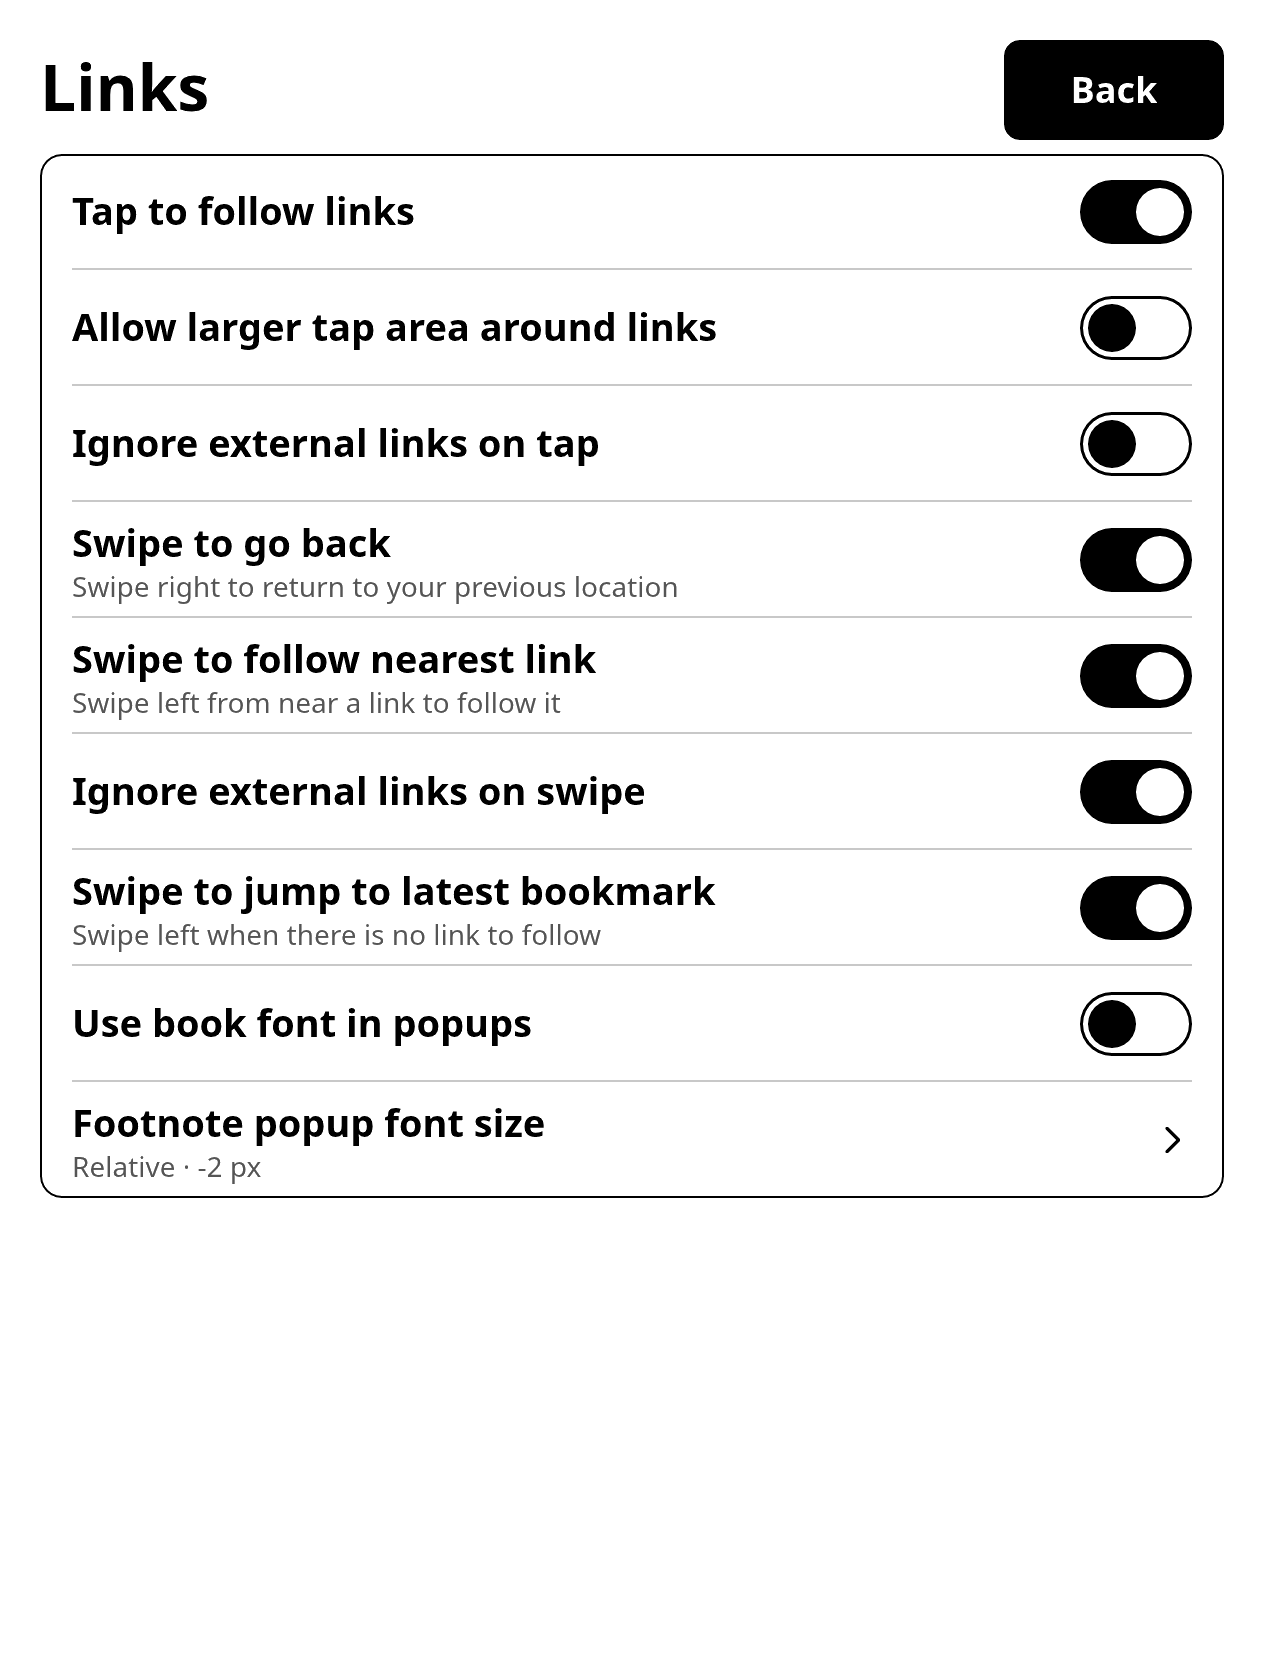 Links
Back
Tap to follow links
Allow larger tap area around links
Ignore external links on tap
Swipe to go back
Swipe right to return to your previous location
Swipe to follow nearest link
Swipe left from near a link to follow it
Ignore external links on swipe
Swipe to jump to latest bookmark
Swipe left when there is no link to follow
Use book font in popups
Footnote popup font size
Relative · -2 px